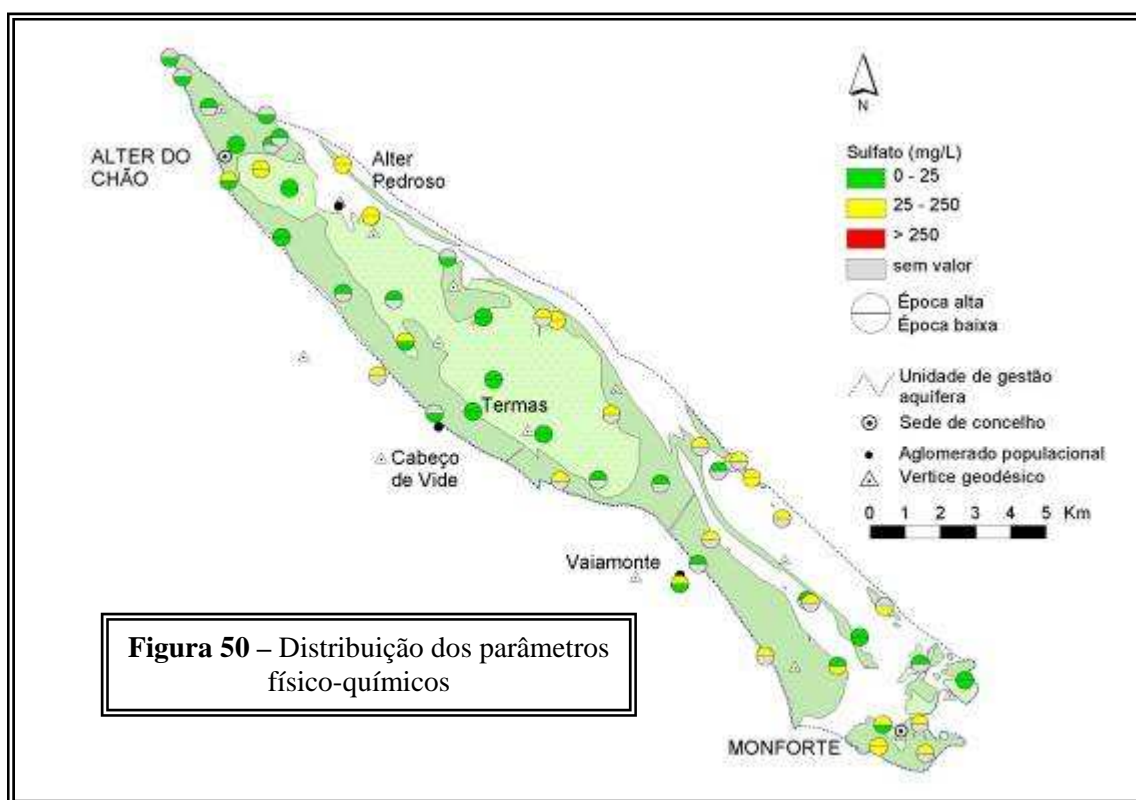 N
Sulfato (mg/L)
0 - 25
25 - 250
> 250
sem valor
Época alta
Época baixa
Unidade de gestão
aquífera
Sede de concelho
Aglomerado populacional
Vertice geodésico
0 1 2 3 4 5 Km
ALTER DO
CHÃO
Alter
Pedroso
Termas
Cabeço
de Vide
Vaiamonte
MONFORTE
Figura 50 – Distribuição dos parâmetros
físico-químicos